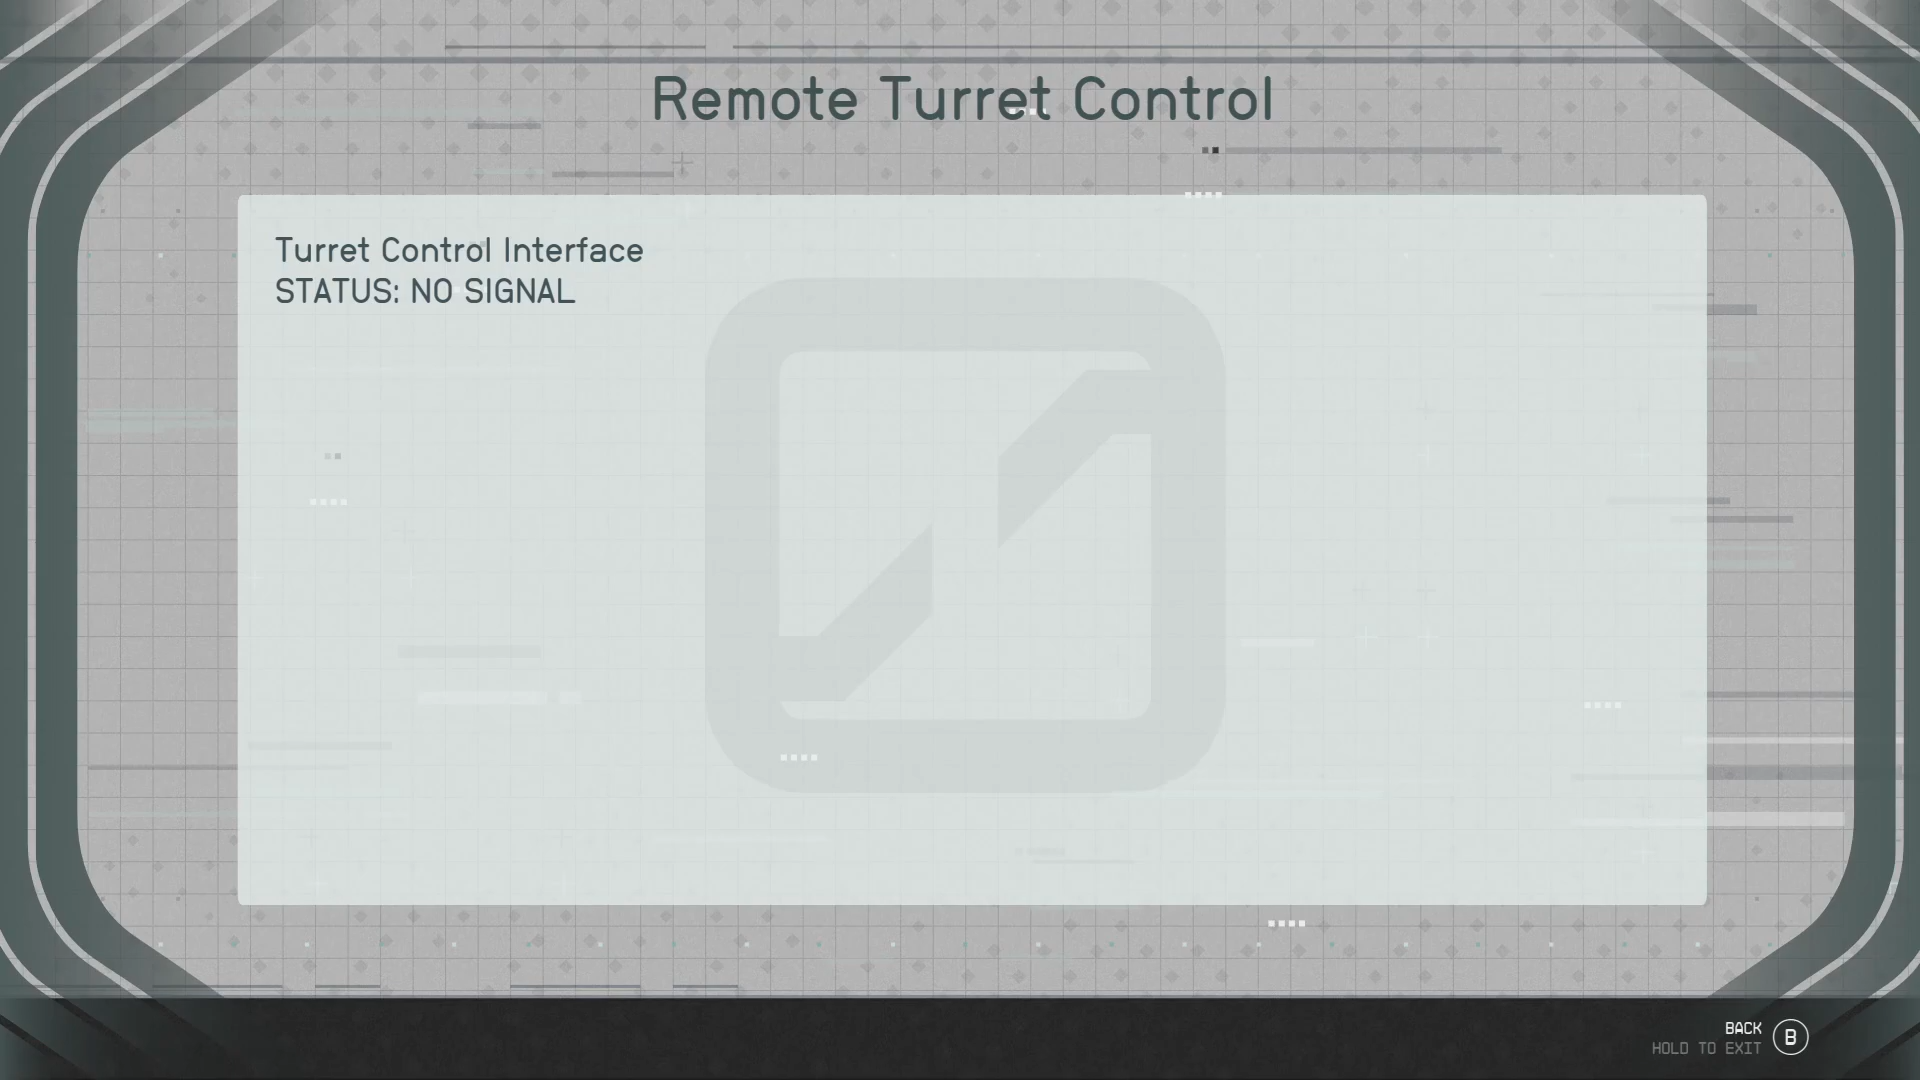 Remote Turret Control
Turret Control Interface
STATUS: NO SIGNAL
BACK
HOLD TO EXIT
B